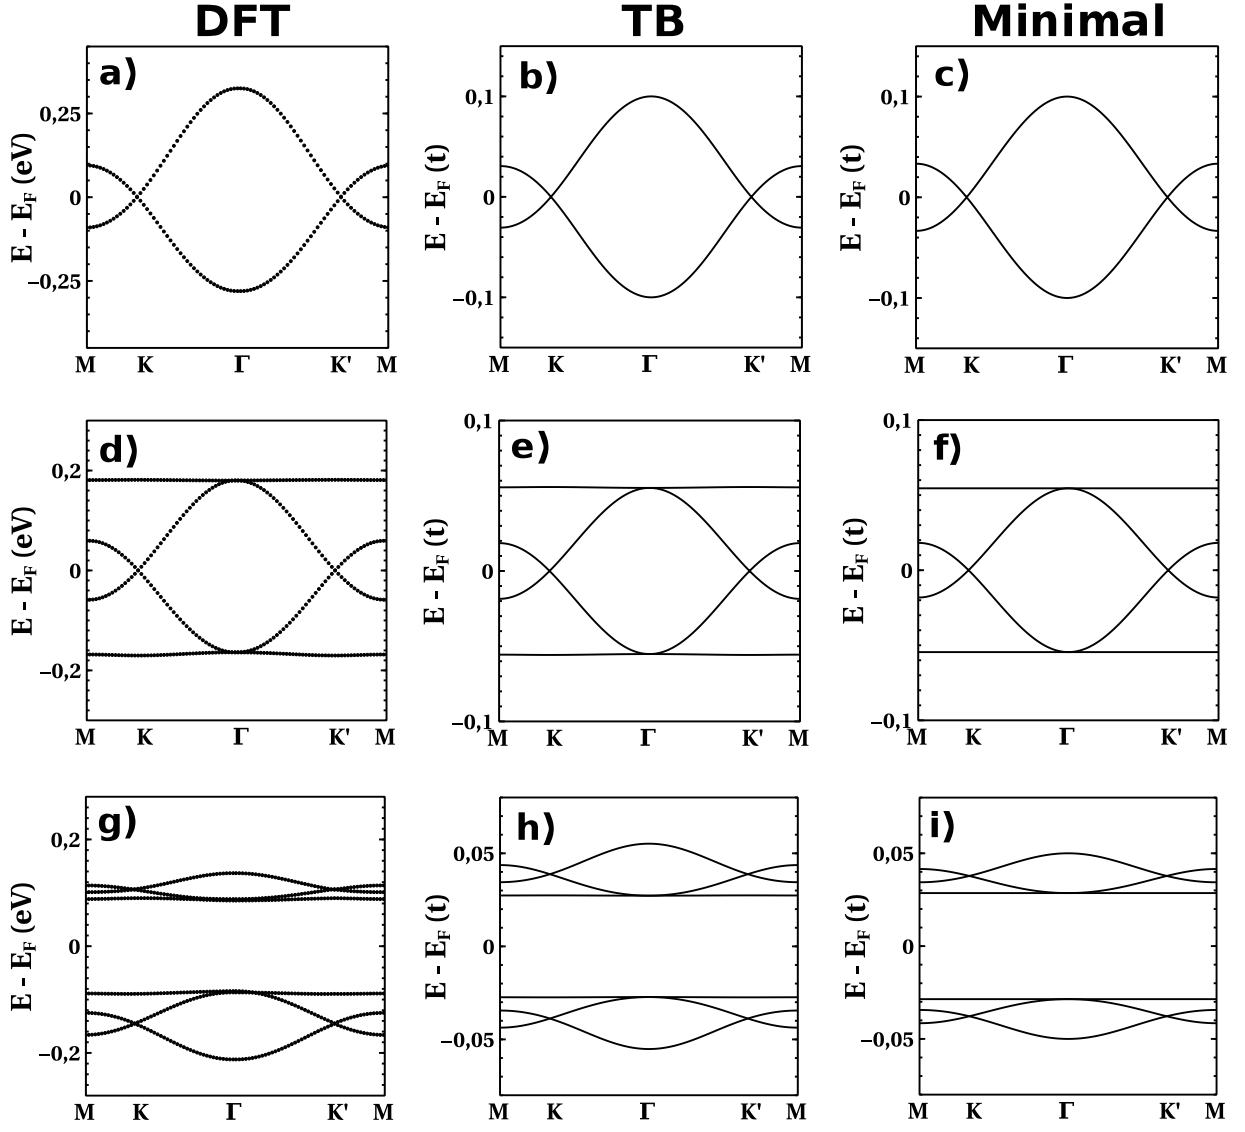 DFT TB Minimal
a) b) c)
E - E_F (eV) E - E_F (t) E - E_F (t)
0,25 0,1 0,1
0 0 0
−0,25 −0,1 −0,1
M K Γ K' M M K Γ K' M M K Γ K' M
d) e) f)
E - E_F (eV) E - E_F (t) E - E_F (t)
0,2 0,1 0,1
0 0 0
−0,2 −0,1 −0,1
M K Γ K' M M K Γ K' M M K Γ K' M
g) h) i)
E - E_F (eV) E - E_F (t) E - E_F (t)
0,2 0,05 0,05
0 0 0
−0,2 −0,05 −0,05
M K Γ K' M M K Γ K' M M K Γ K' M